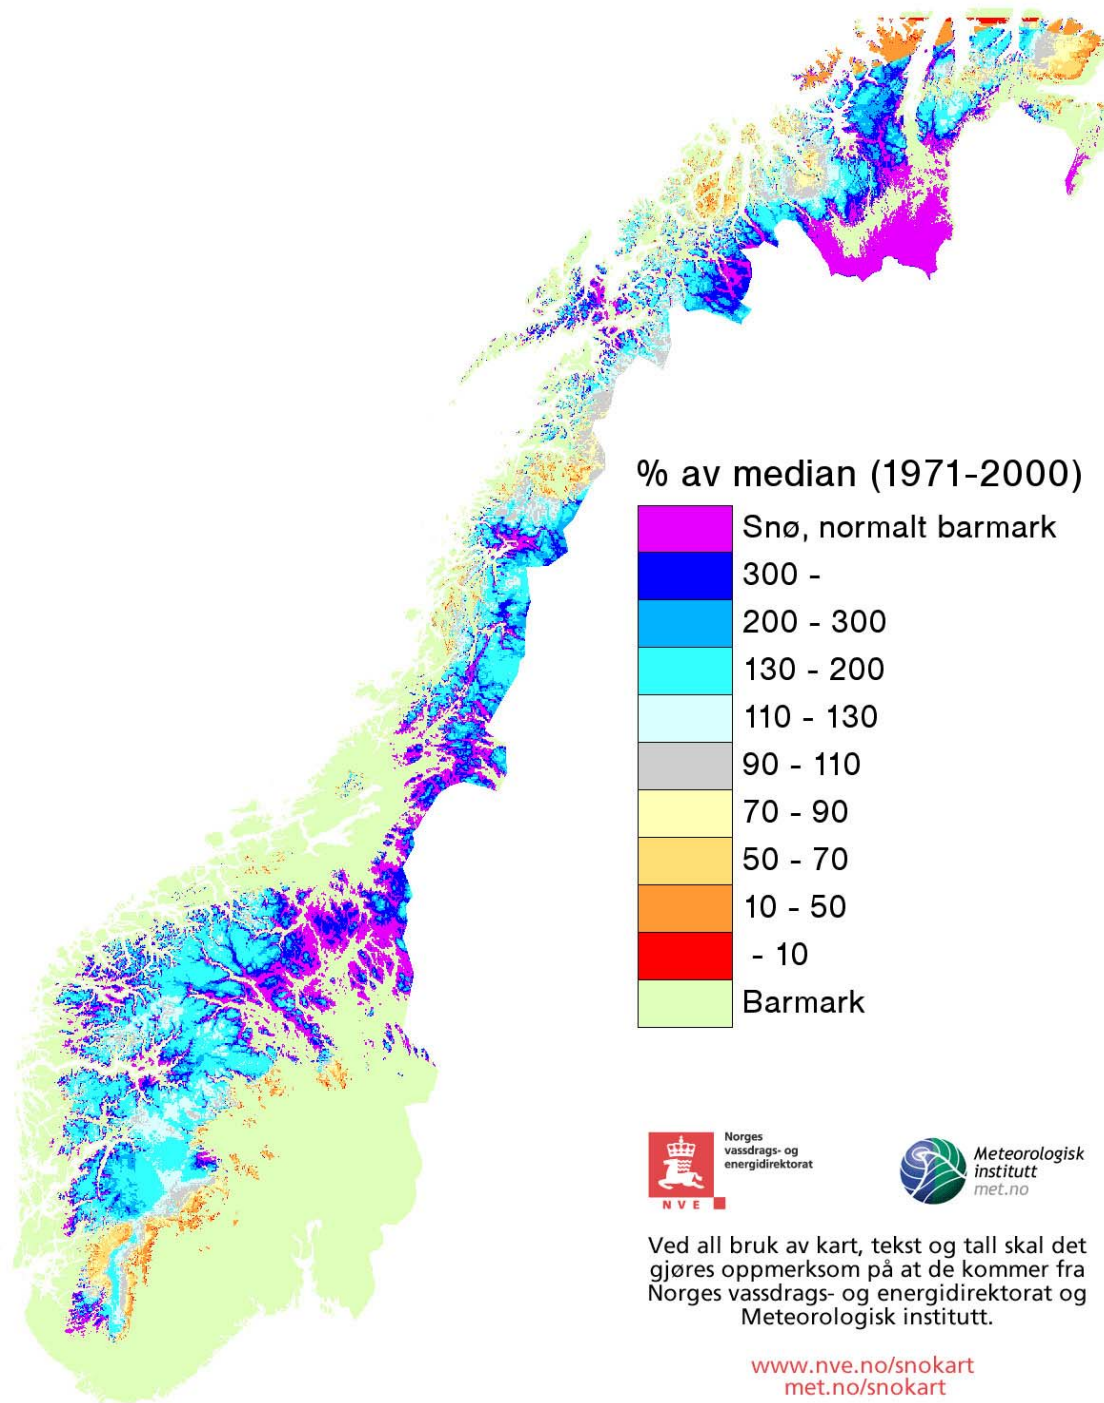 % av median (1971-2000)
Snø, normalt barmark
300 -
200 - 300
130 - 200
110 - 130
90 - 110
70 - 90
50 - 70
10 - 50
- 10
Barmark
Norges
vassdrags- og
energidirektorat
NVE
Meteorologisk
institutt
met.no
Ved all bruk av kart, tekst og tall skal det
gjøres oppmerksom på at de kommer fra
Norges vassdrags- og energidirektorat og
Meteorologisk institutt.
www.nve.no/snokart
met.no/snokart